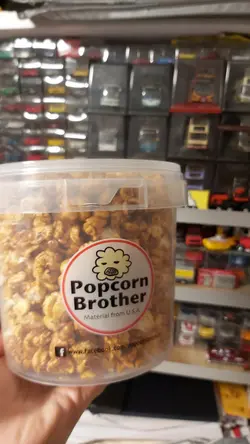 Popcorn
Brother
Material from U.S.A.